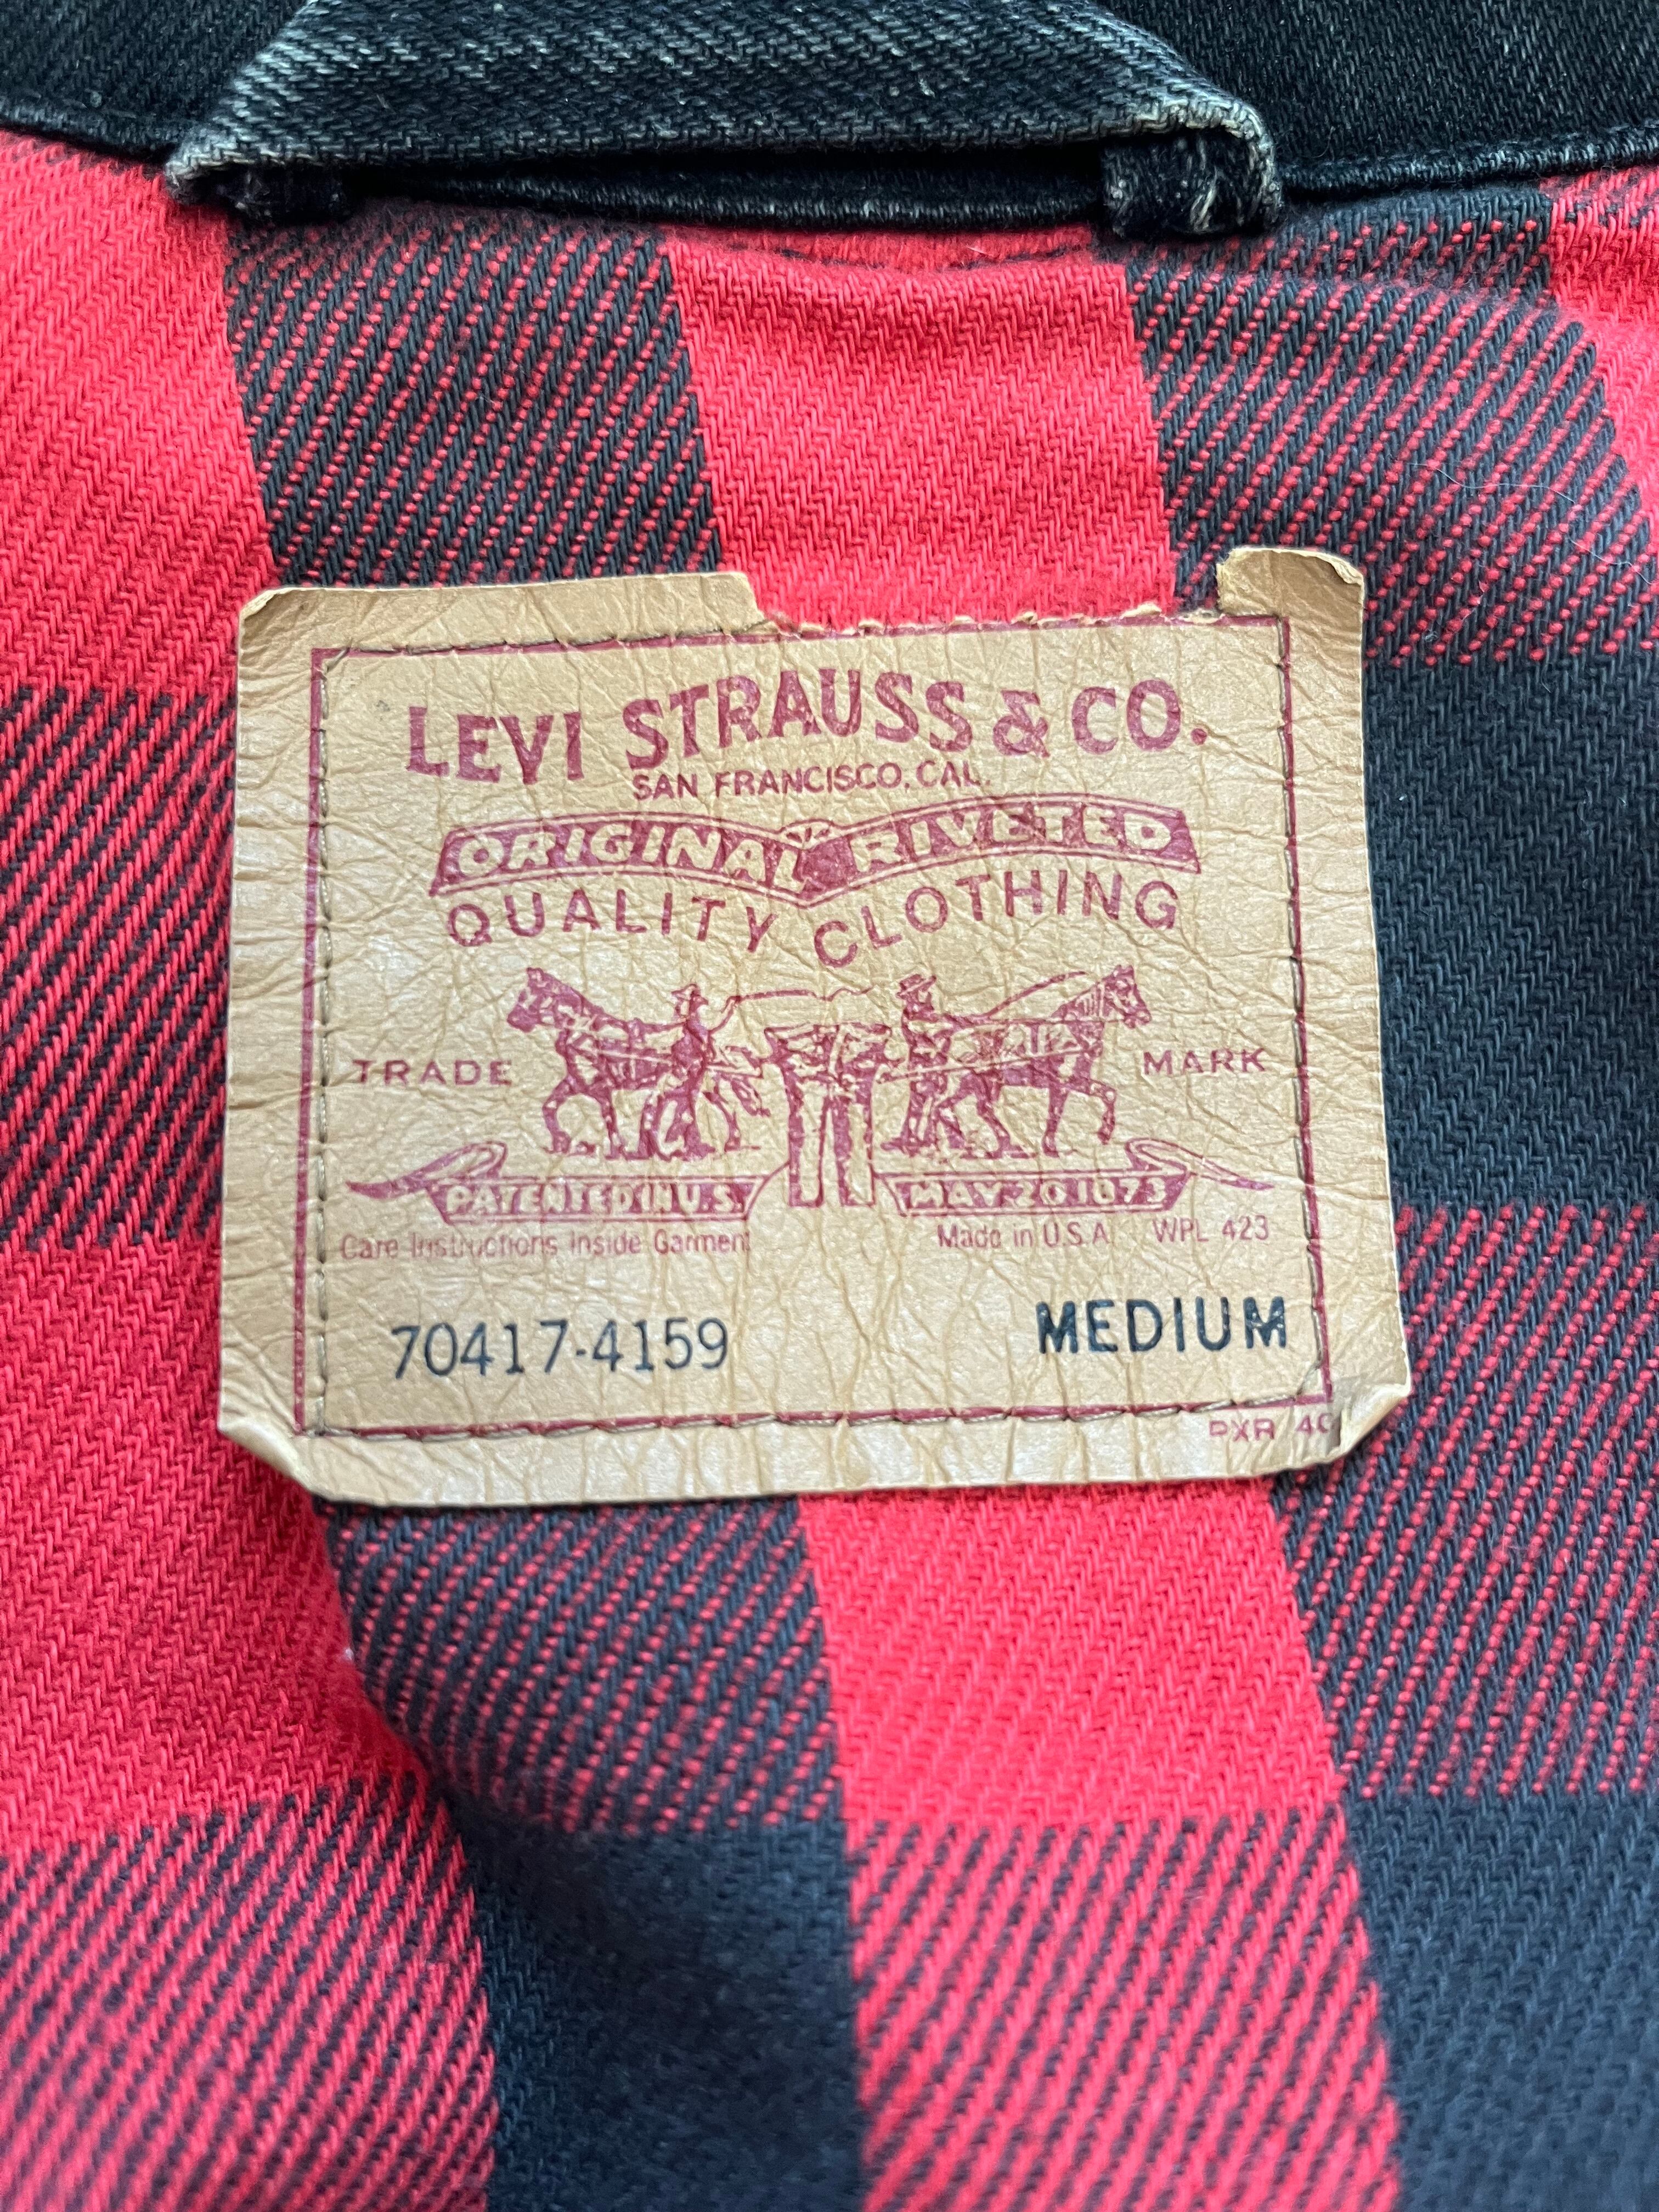 LEVI STRAUSS & CO.
SAN FRANCISCO, CAL.
ORIGINAL RIVETED
QUALITY CLOTHING
TRADE MARK
PATENTED IN U.S. MAY 20 1873
Care Instructions Inside Garment Made in U.S.A. WPL 423
70417-4159 MEDIUM
PXR